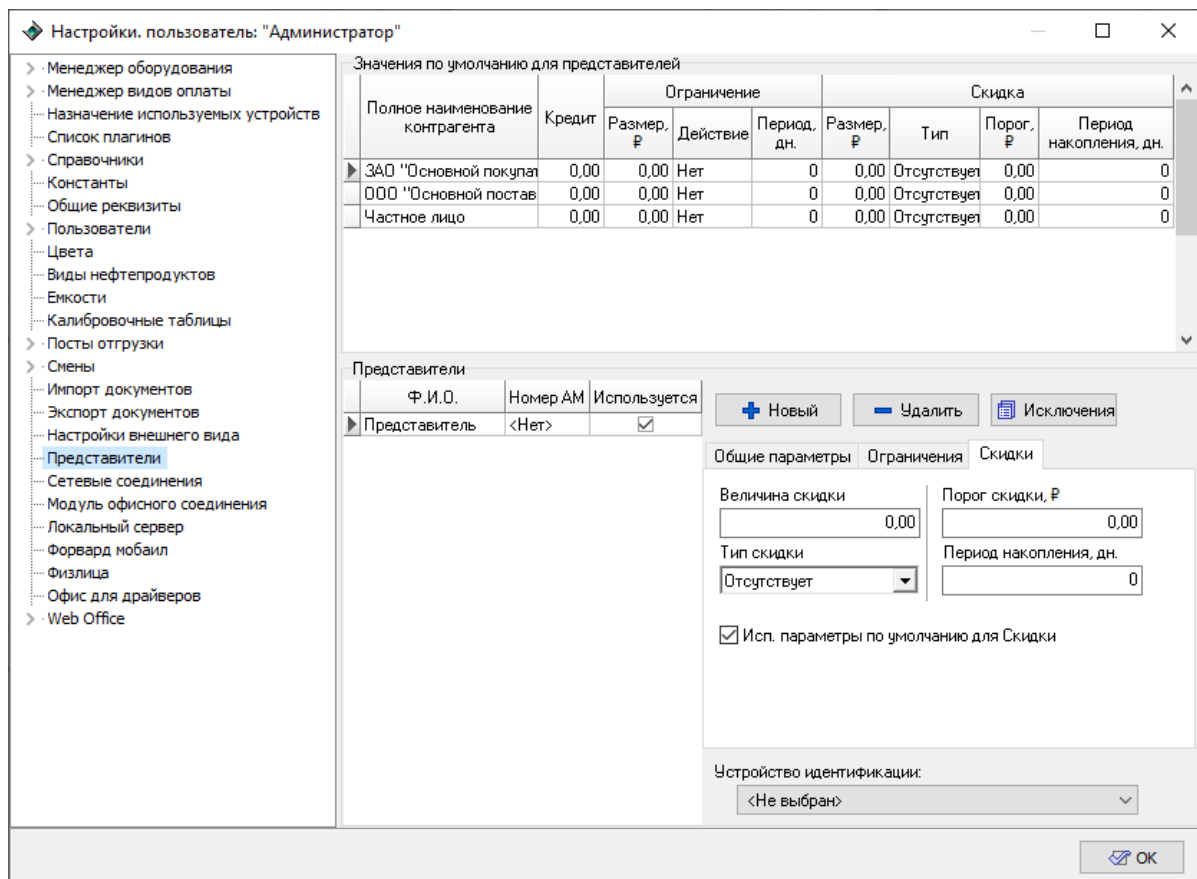 Настройки. пользователь: "Администратор"
Менеджер оборудования
Менеджер видов оплаты
Назначение используемых устройств
Список плагинов
Справочники
Константы
Общие реквизиты
Пользователи
Цвета
Виды нефтепродуктов
Емкости
Калибровочные таблицы
Посты отгрузки
Смены
Импорт документов
Экспорт документов
Настройки внешнего вида
Представители
Сетевые соединения
Модуль офисного соединения
Локальный сервер
Форвард мобаил
Физлица
Офис для драйверов
Web Office
Значения по умолчанию для представителей
Полное наименование контрагента Кредит Ограничение Скидка
Размер, ₽ Действие Период, дн. Размер, ₽ Тип Порог, ₽ Период накопления, дн.
ЗАО "Основной покупат 0,00 0,00 Нет 0 0,00 Отсутствует 0,00 0
ООО "Основной постав 0,00 0,00 Нет 0 0,00 Отсутствует 0,00 0
Частное лицо 0,00 0,00 Нет 0 0,00 Отсутствует 0,00 0
Представители
Ф.И.О. Номер АМ Используется
Представитель <Нет>
Новый Удалить Исключения
Общие параметры Ограничения Скидки
Величина скидки Порог скидки, ₽
0,00 0,00
Тип скидки Период накопления, дн.
Отсутствует 0
Исп. параметры по умолчанию для Скидки
Устройство идентификации:
<Не выбран>
OK